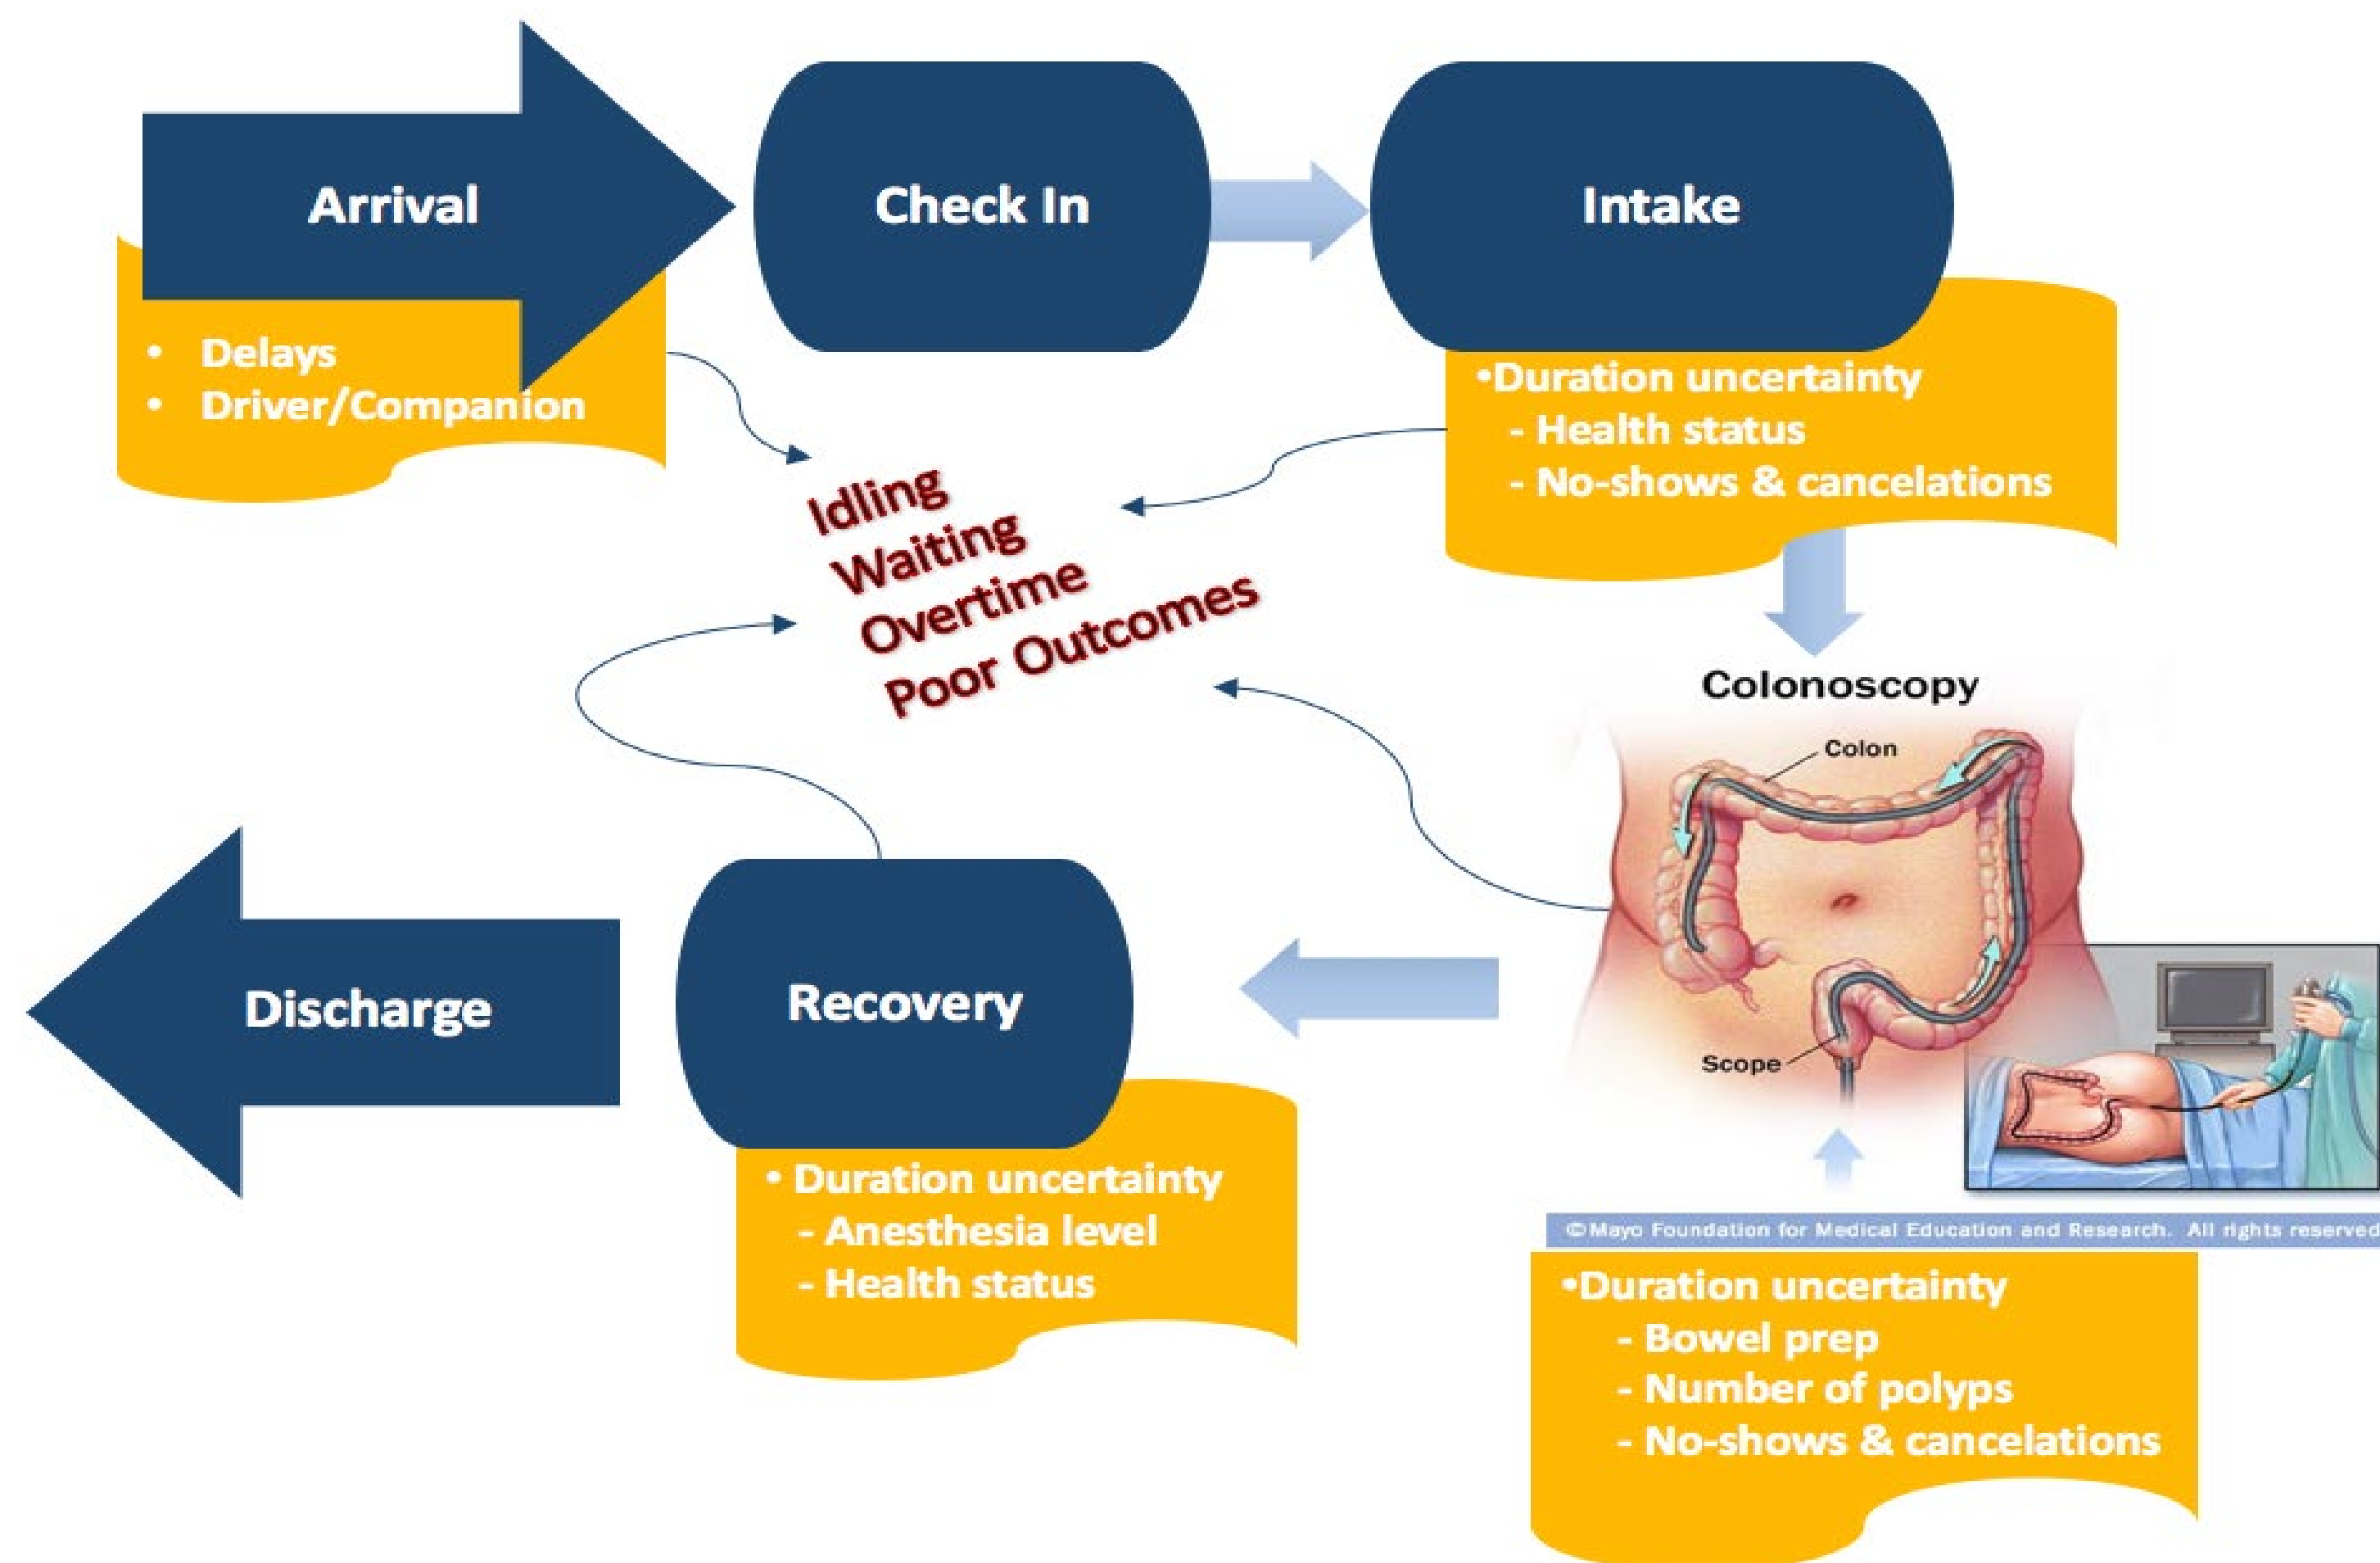 Arrival
• Delays
• Driver/Companion
Check In
Intake
•Duration uncertainty
- Health status
- No-shows & cancelations
Idling
Waiting
Overtime
Poor Outcomes
Colonoscopy
Colon
Scope
©Mayo Foundation for Medical Education and Research. All rights reserved
•Duration uncertainty
- Bowel prep
- Number of polyps
- No-shows & cancelations
Recovery
• Duration uncertainty
- Anesthesia level
- Health status
Discharge